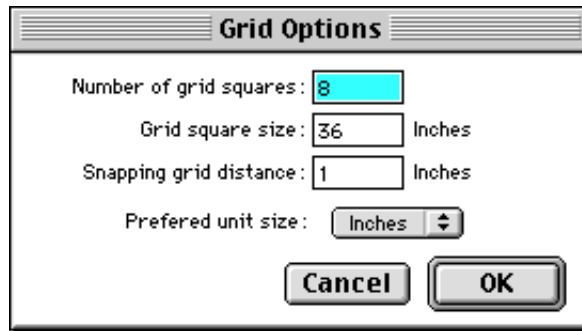 Grid Options
Number of grid squares: 8
Grid square size: 36 Inches
Snapping grid distance: 1 Inches
Prefered unit size: Inches
Cancel OK